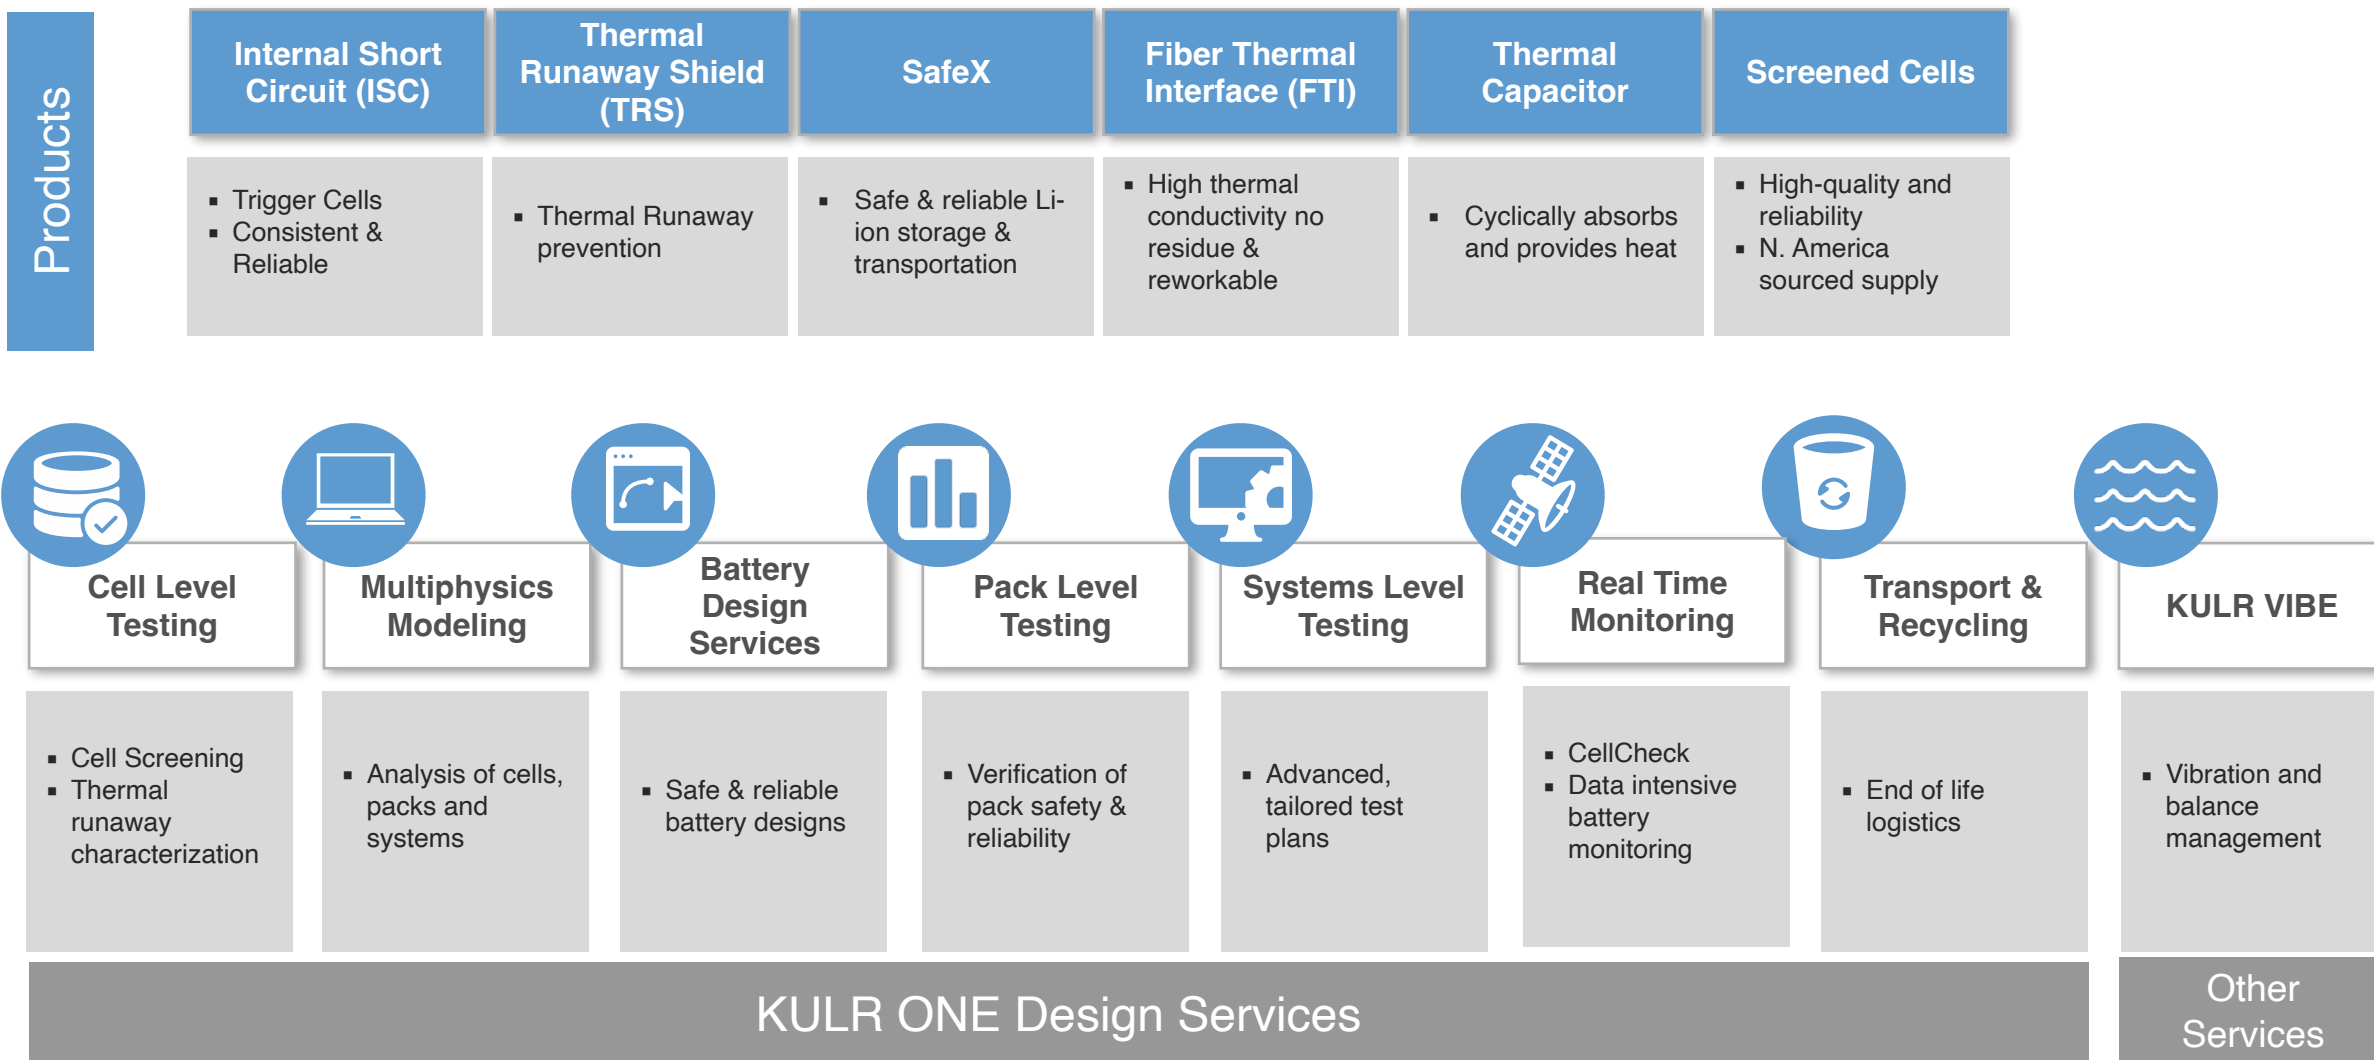 Products
Internal Short
Circuit (ISC)
Thermal
Runaway Shield
(TRS)
SafeX
Fiber Thermal
Interface (FTI)
Thermal
Capacitor
Screened Cells
▪ Trigger Cells
▪ Consistent &
Reliable
▪ Thermal Runaway
prevention
▪ Safe & reliable Li-
ion storage &
transportation
▪ High thermal
conductivity no
residue &
reworkable
▪ Cyclically absorbs
and provides heat
▪ High-quality and
reliability
▪ N. America
sourced supply
Cell Level
Testing
Multiphysics
Modeling
Battery
Design
Services
Pack Level
Testing
Systems Level
Testing
Real Time
Monitoring
Transport &
Recycling
KULR VIBE
▪ Cell Screening
▪ Thermal
runaway
characterization
▪ Analysis of cells,
packs and
systems
▪ Safe & reliable
battery designs
▪ Verification of
pack safety &
reliability
▪ Advanced,
tailored test
plans
▪ CellCheck
▪ Data intensive
battery
monitoring
▪ End of life
logistics
▪ Vibration and
balance
management
KULR ONE Design Services
Other
Services